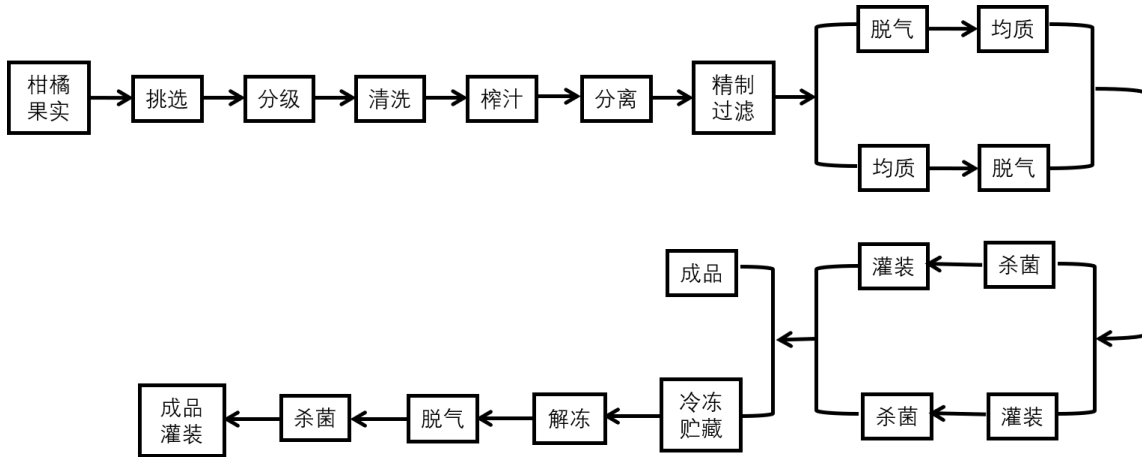 柑橘
果实
挑选
分级
清洗
榨汁
分离
精制
过滤
脱气
均质
均质
脱气
杀菌
灌装
灌装
杀菌
成品
冷冻
贮藏
解冻
脱气
杀菌
成品
灌装